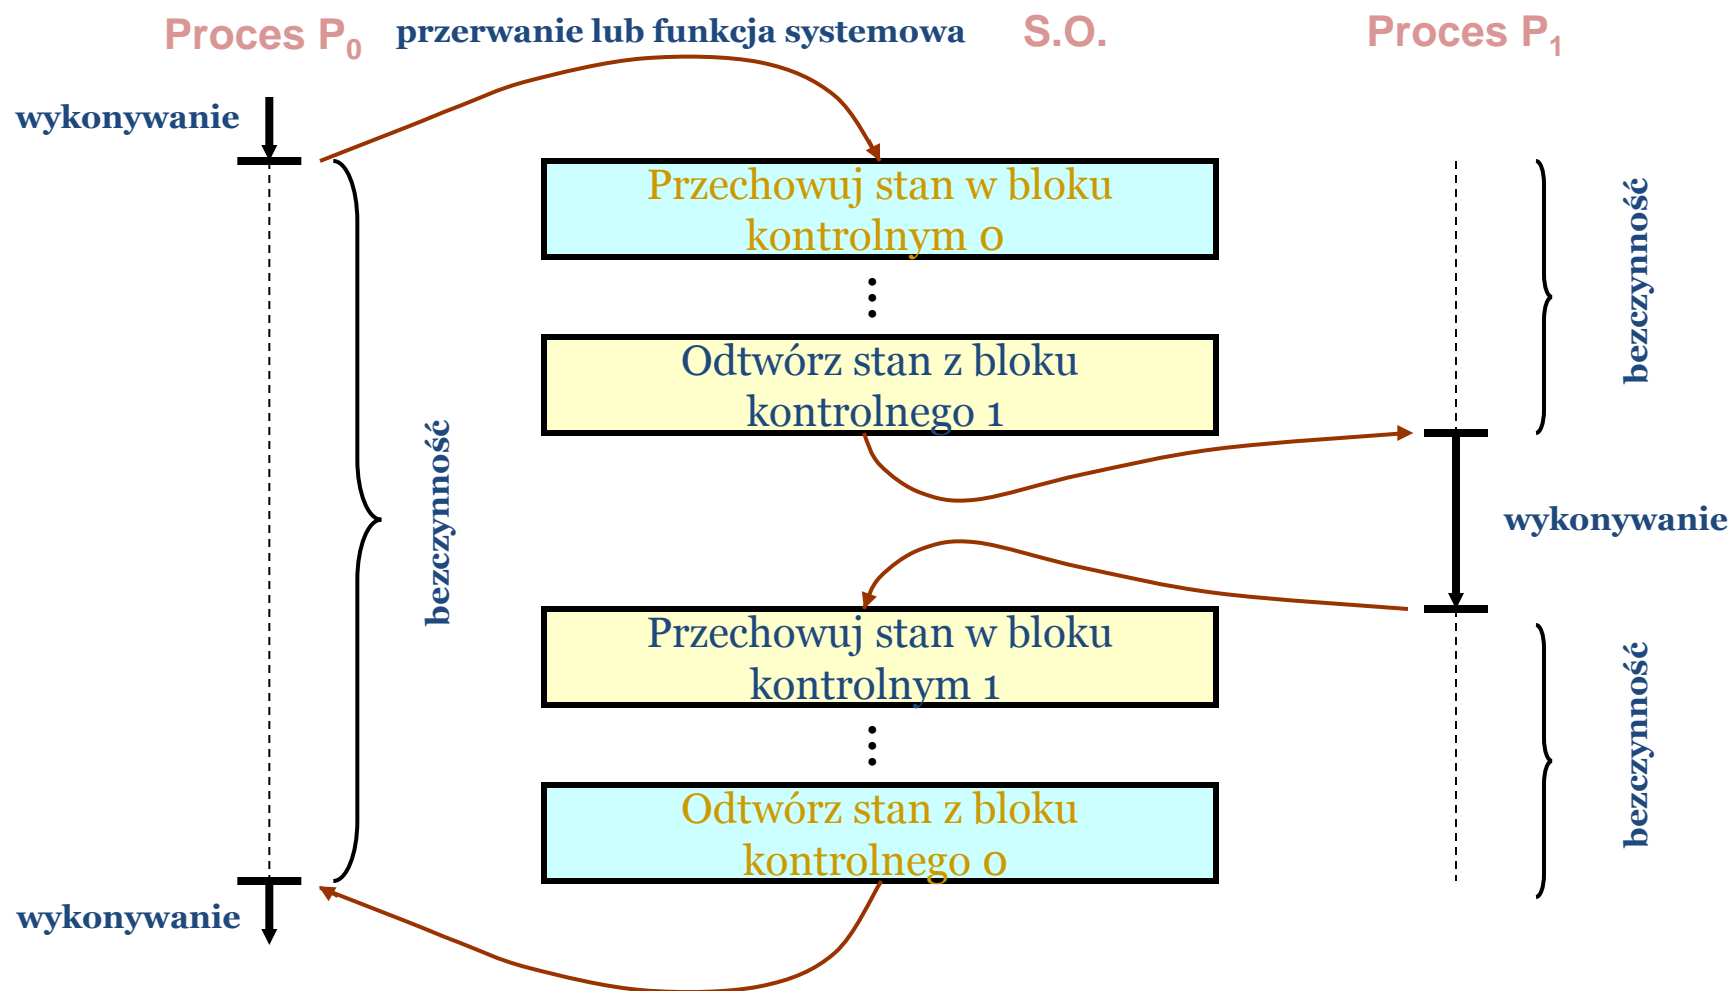 Proces P₀
przerwanie lub funkcja systemowa
S.O.
Proces P₁
wykonywanie
Przechowuj stan w bloku
kontrolnym 0
bezczynność
Odtwórz stan z bloku
kontrolnego 1
bezczynność
wykonywanie
Przechowuj stan w bloku
kontrolnym 1
bezczynność
Odtwórz stan z bloku
kontrolnego 0
wykonywanie